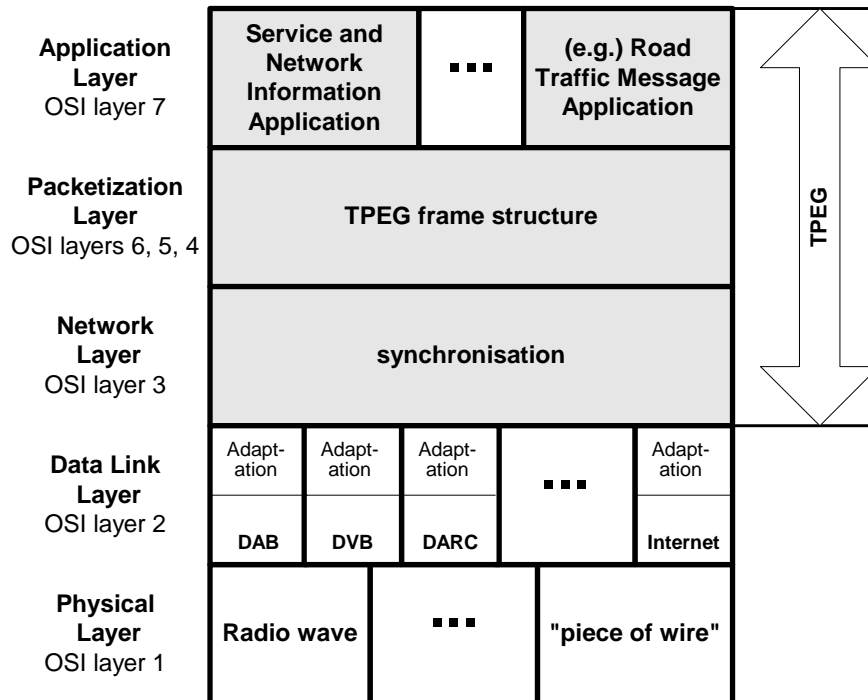 Application
Layer
OSI layer 7
Service and
Network
Information
Application
...
(e.g.) Road
Traffic Message
Application
Packetization
Layer
OSI layers 6, 5, 4
TPEG frame structure
TPEG
Network
Layer
OSI layer 3
synchronisation
Data Link
Layer
OSI layer 2
Adapt-
ation
DAB
Adapt-
ation
DVB
Adapt-
ation
DARC
...
Adapt-
ation
Internet
Physical
Layer
OSI layer 1
Radio wave
...
"piece of wire"